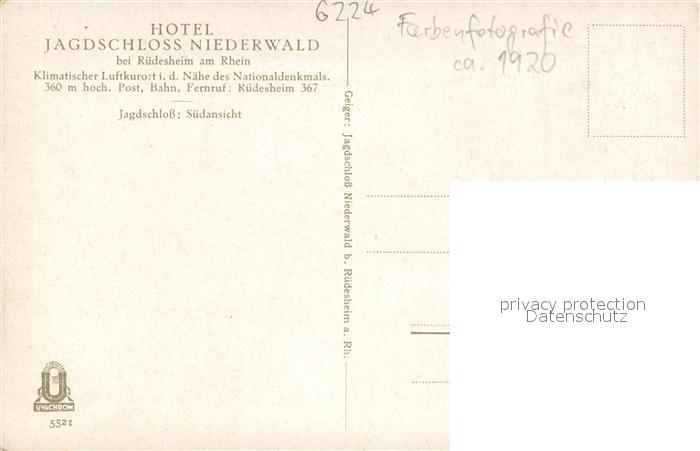 HOTEL
JAGDSCHLOSS NIEDERWALD
bei Rüdesheim am Rhein
Klimatischer Luftkurort i. d. Nähe des Nationaldenkmals.
360 m hoch. Post, Bahn, Fernruf: Rüdesheim 367
Jagdschloß: Südansicht
6224
Farbenfotografie
ca. 1920
Geiger: Jagdschloß Niederwald b. Rüdesheim a. Rh.
privacy protection
Datenschutz
U
UVACHROM
5521